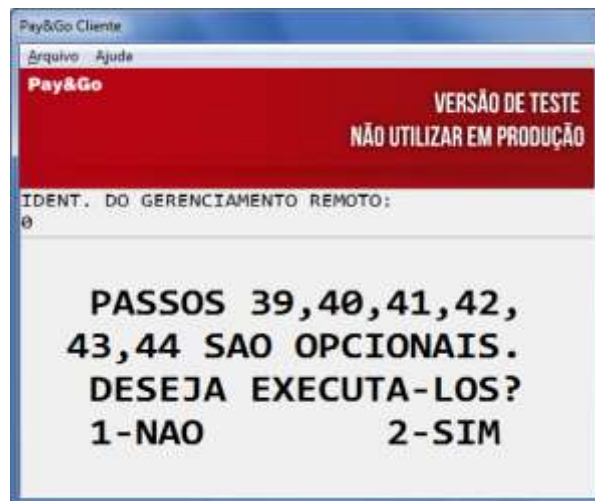 Pay&Go Cliente
Arquivo Ajuda
Pay&Go
VERSÃO DE TESTE
NÃO UTILIZAR EM PRODUÇÃO
IDENT. DO GERENCIAMENTO REMOTO:
0
PASSOS 39,40,41,42,
43,44 SAO OPCIONAIS.
DESEJA EXECUTA-LOS?
1-NAO 2-SIM